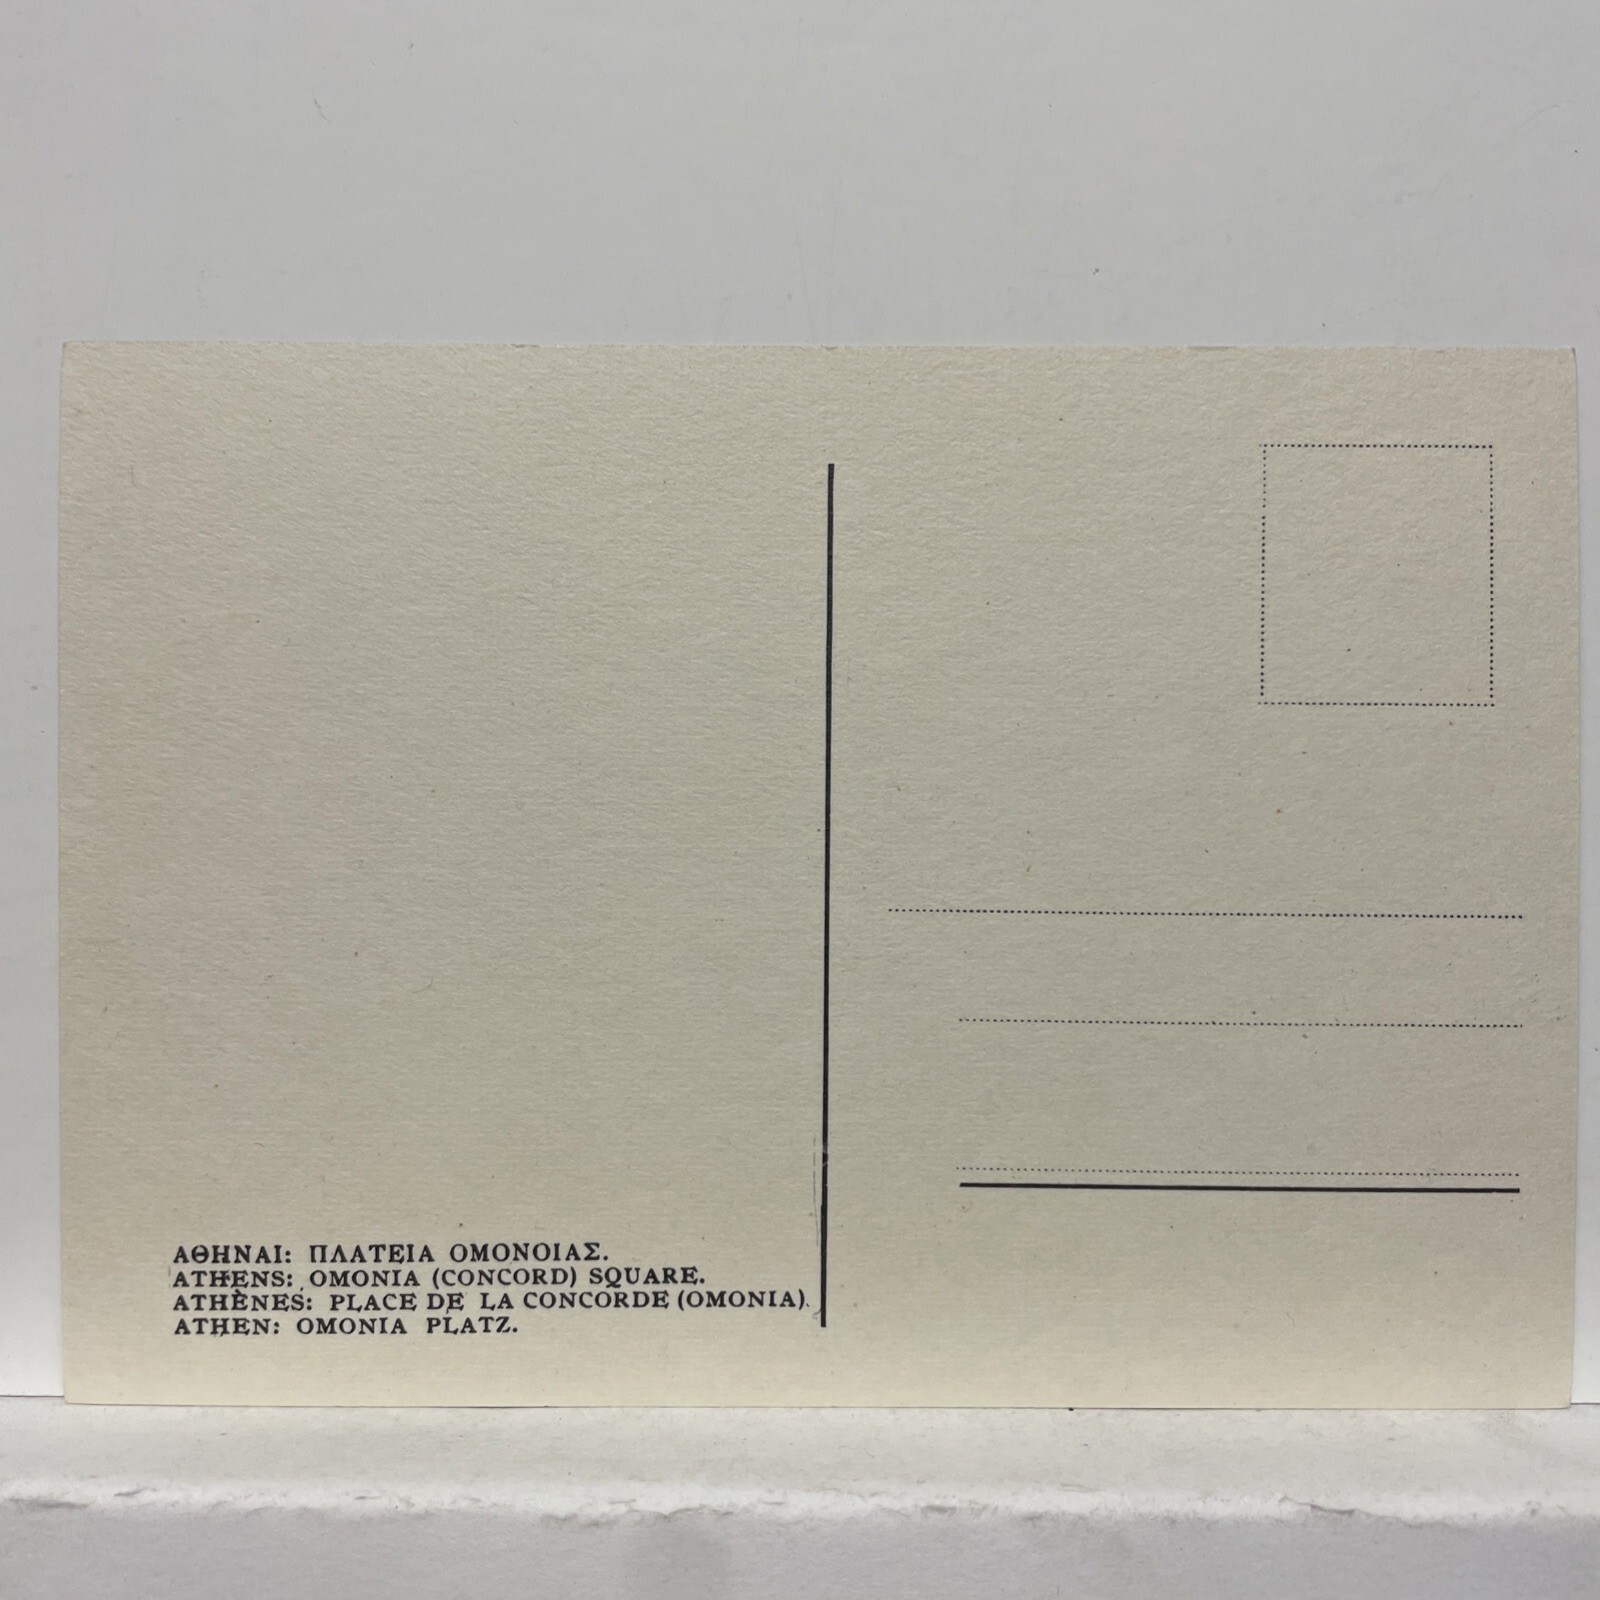 ΑΘΗΝΑΙ: ΠΛΑΤΕΙΑ ΟΜΟΝΟΙΑΣ.
ATHENS: OMONIA (CONCORD) SQUARE.
ATHÈNES: PLACE DE LA CONCORDE (OMONIA).
ATHEN: OMONIA PLATZ.